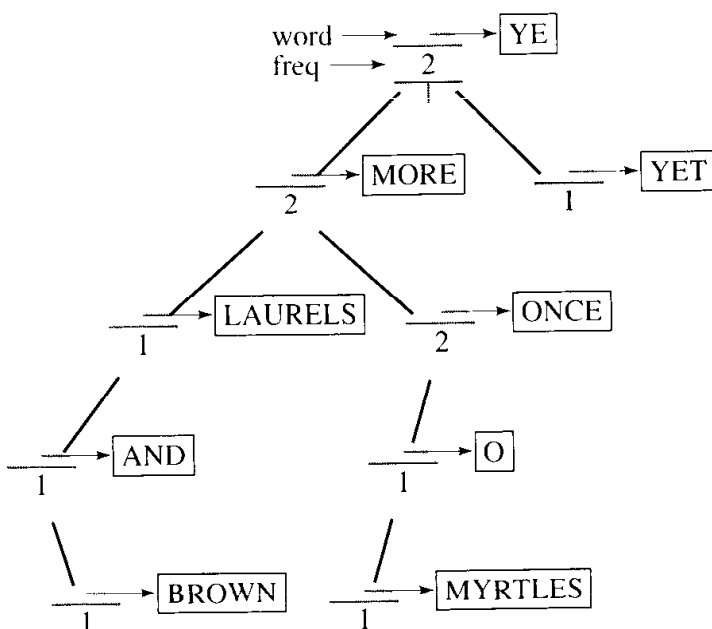 word YE
freq 2
MORE YET
2 1
LAURELS ONCE
1 2
AND O
1 1
BROWN MYRTLES
1 1